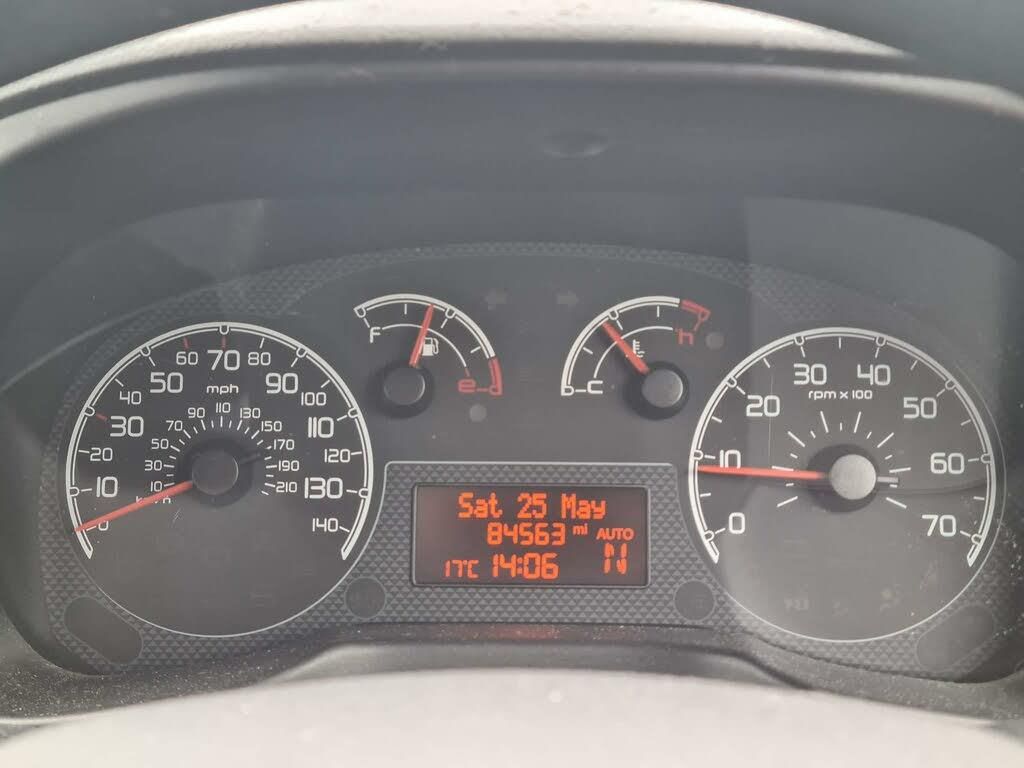 60 70 80
50 mph 90
40 100
30 110
20 120
10 130
0 140
90 110 130
70 150
50 170
30 190
10 210
km/h
F
e
c
h
30 40
rpm x 100
20 50
10 60
0 70
Sat 25 May
84563 mi AUTO
17°C 14:06 N